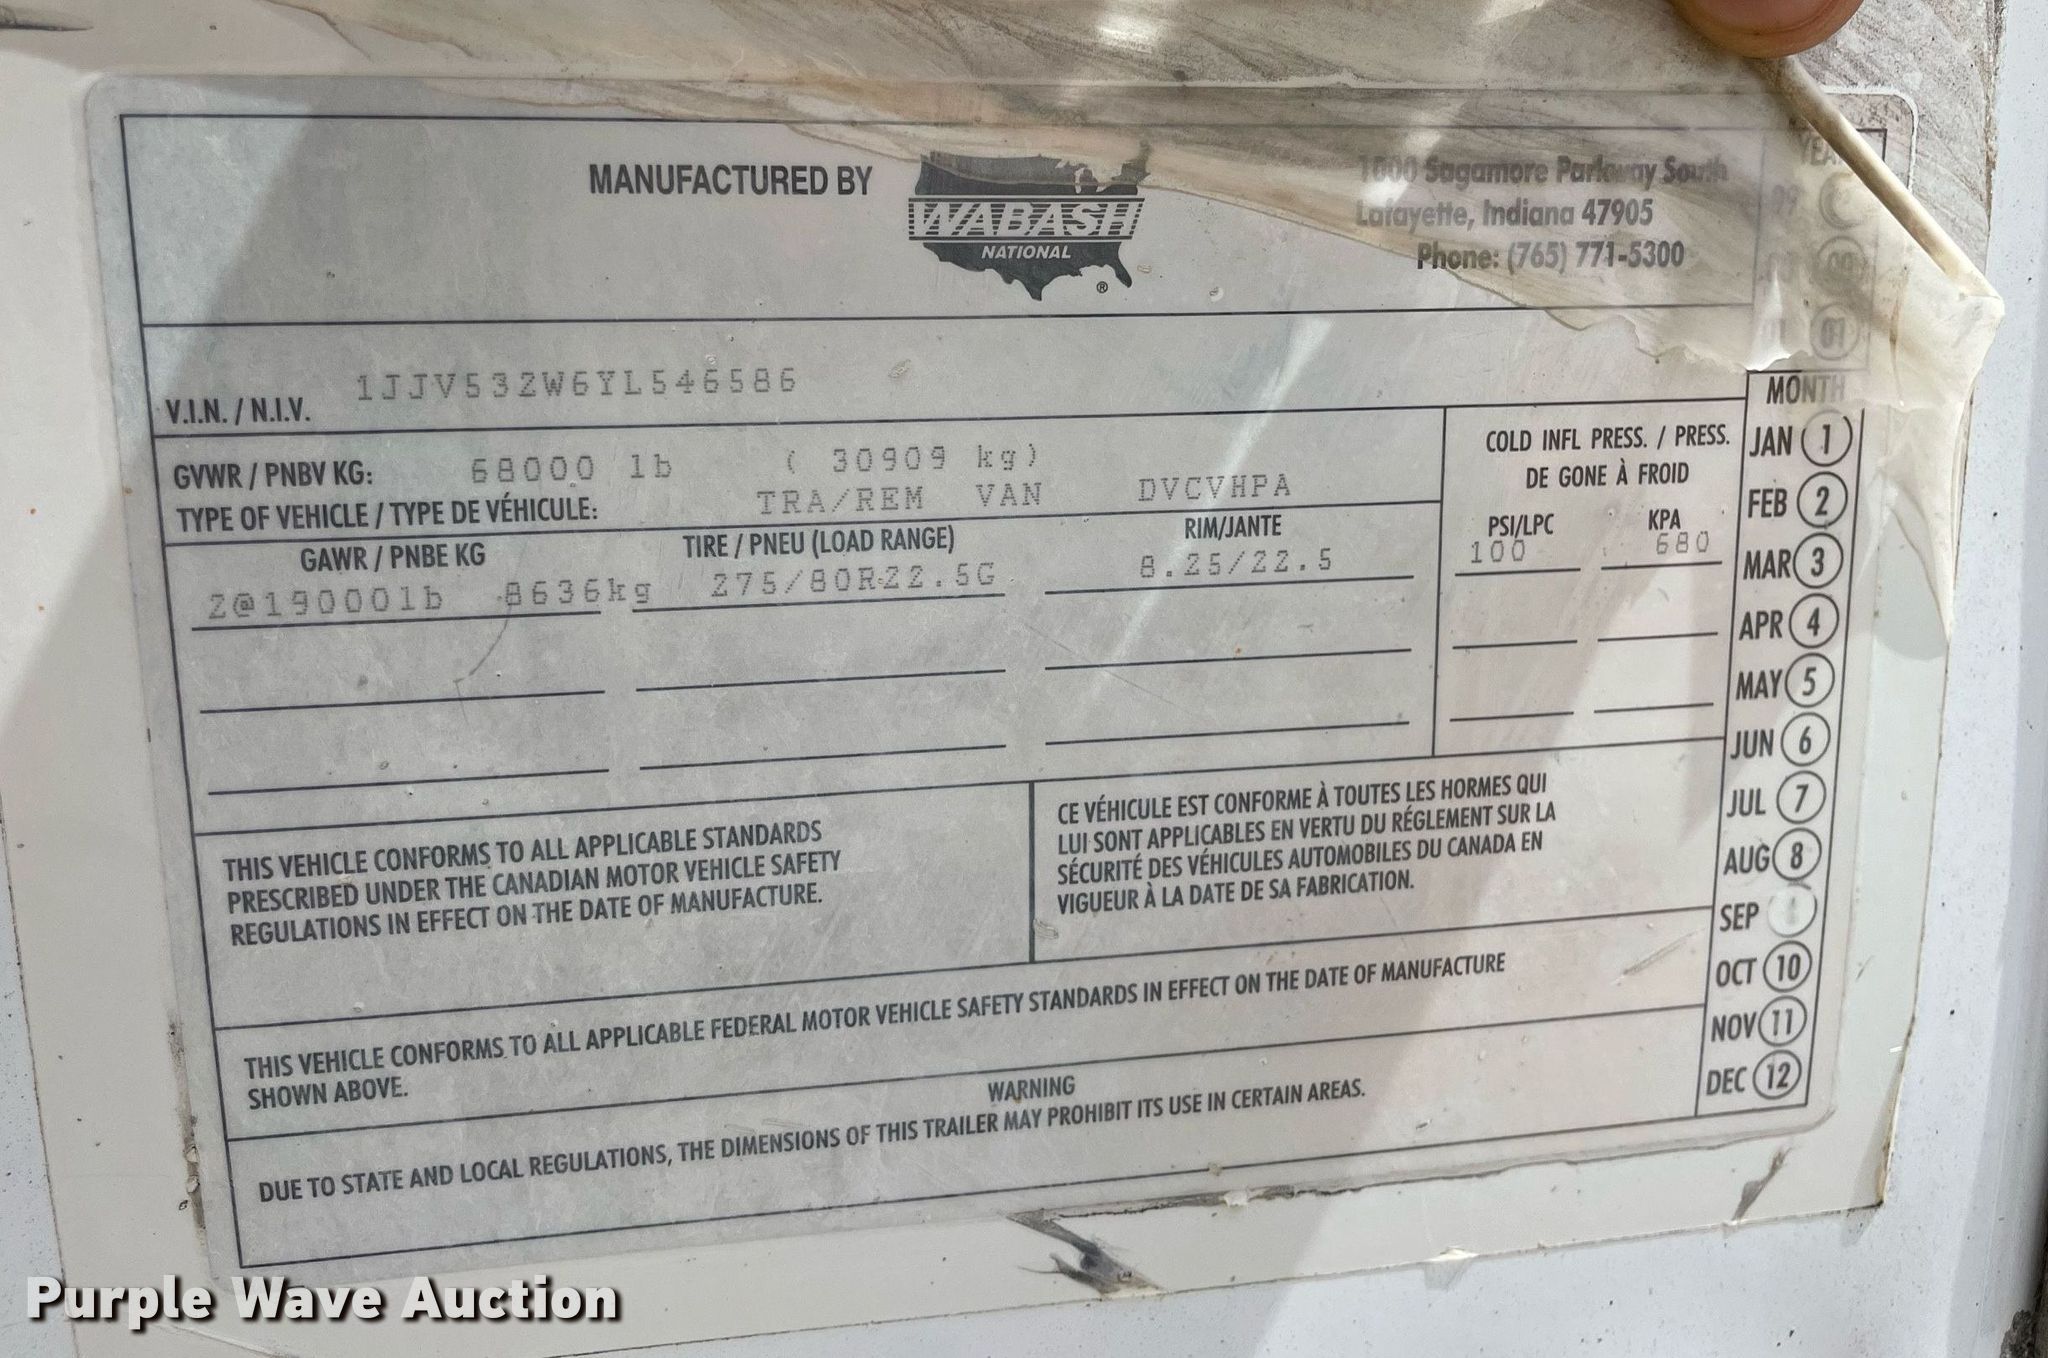 MANUFACTURED BY
WABASH
NATIONAL
®
1000 Sagamore Parkway South
Lafayette, Indiana 47905
Phone: (765) 771-5300
99
00
01
V.I.N. / N.I.V. 1JJV532W6YL546586
GVWR / PNBV KG: 68000 lb ( 30909 kg)
TYPE OF VEHICLE / TYPE DE VÉHICULE: TRA/REM VAN DVCVHPA
COLD INFL PRESS. / PRESS.
DE GONE À FROID
GAWR / PNBE KG TIRE / PNEU (LOAD RANGE) RIM/JANTE PSI/LPC KPA
2@19000lb 8636kg 275/80R22.5G 8.25/22.5 100 680
MONTH
JAN 1
FEB 2
MAR 3
APR 4
MAY 5
JUN 6
JUL 7
AUG 8
SEP
OCT 10
NOV 11
DEC 12
THIS VEHICLE CONFORMS TO ALL APPLICABLE STANDARDS
PRESCRIBED UNDER THE CANADIAN MOTOR VEHICLE SAFETY
REGULATIONS IN EFFECT ON THE DATE OF MANUFACTURE.
CE VÉHICULE EST CONFORME À TOUTES LES HORMES QUI
LUI SONT APPLICABLES EN VERTU DU RÉGLEMENT SUR LA
SÉCURITÉ DES VÉHICULES AUTOMOBILES DU CANADA EN
VIGUEUR À LA DATE DE SA FABRICATION.
THIS VEHICLE CONFORMS TO ALL APPLICABLE FEDERAL MOTOR VEHICLE SAFETY STANDARDS IN EFFECT ON THE DATE OF MANUFACTURE
SHOWN ABOVE.
WARNING
DUE TO STATE AND LOCAL REGULATIONS, THE DIMENSIONS OF THIS TRAILER MAY PROHIBIT ITS USE IN CERTAIN AREAS.
Purple Wave Auction